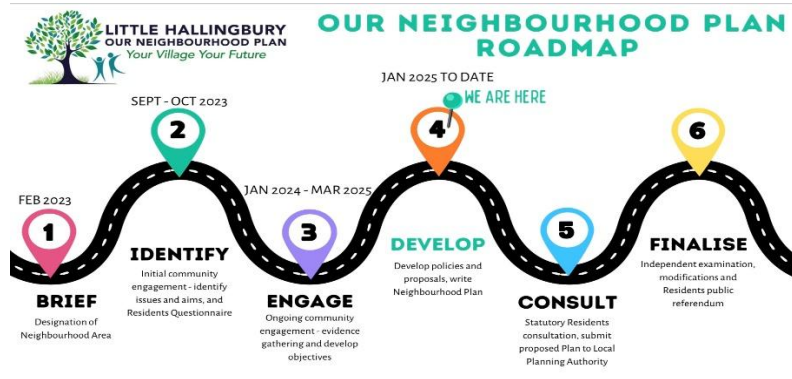 LITTLE HALLINGBURY
OUR NEIGHBOURHOOD PLAN
Your Village Your Future
OUR NEIGHBOURHOOD PLAN
ROADMAP
FEB 2023
1
BRIEF
Designation of
Neighbourhood Area
SEPT - OCT 2023
2
IDENTIFY
Initial community
engagement - identify
issues and aims, and
Residents Questionnaire
JAN 2024 - MAR 2025
3
ENGAGE
Ongoing community
engagement - evidence
gathering and develop
objectives
JAN 2025 TO DATE
WE ARE HERE
4
DEVELOP
Develop policies and
proposals, write
Neighbourhood Plan
5
CONSULT
Statutory Residents
consultation, submit
proposed Plan to Local
Planning Authority
6
FINALISE
Independent examination,
modifications and
Residents public
referendum